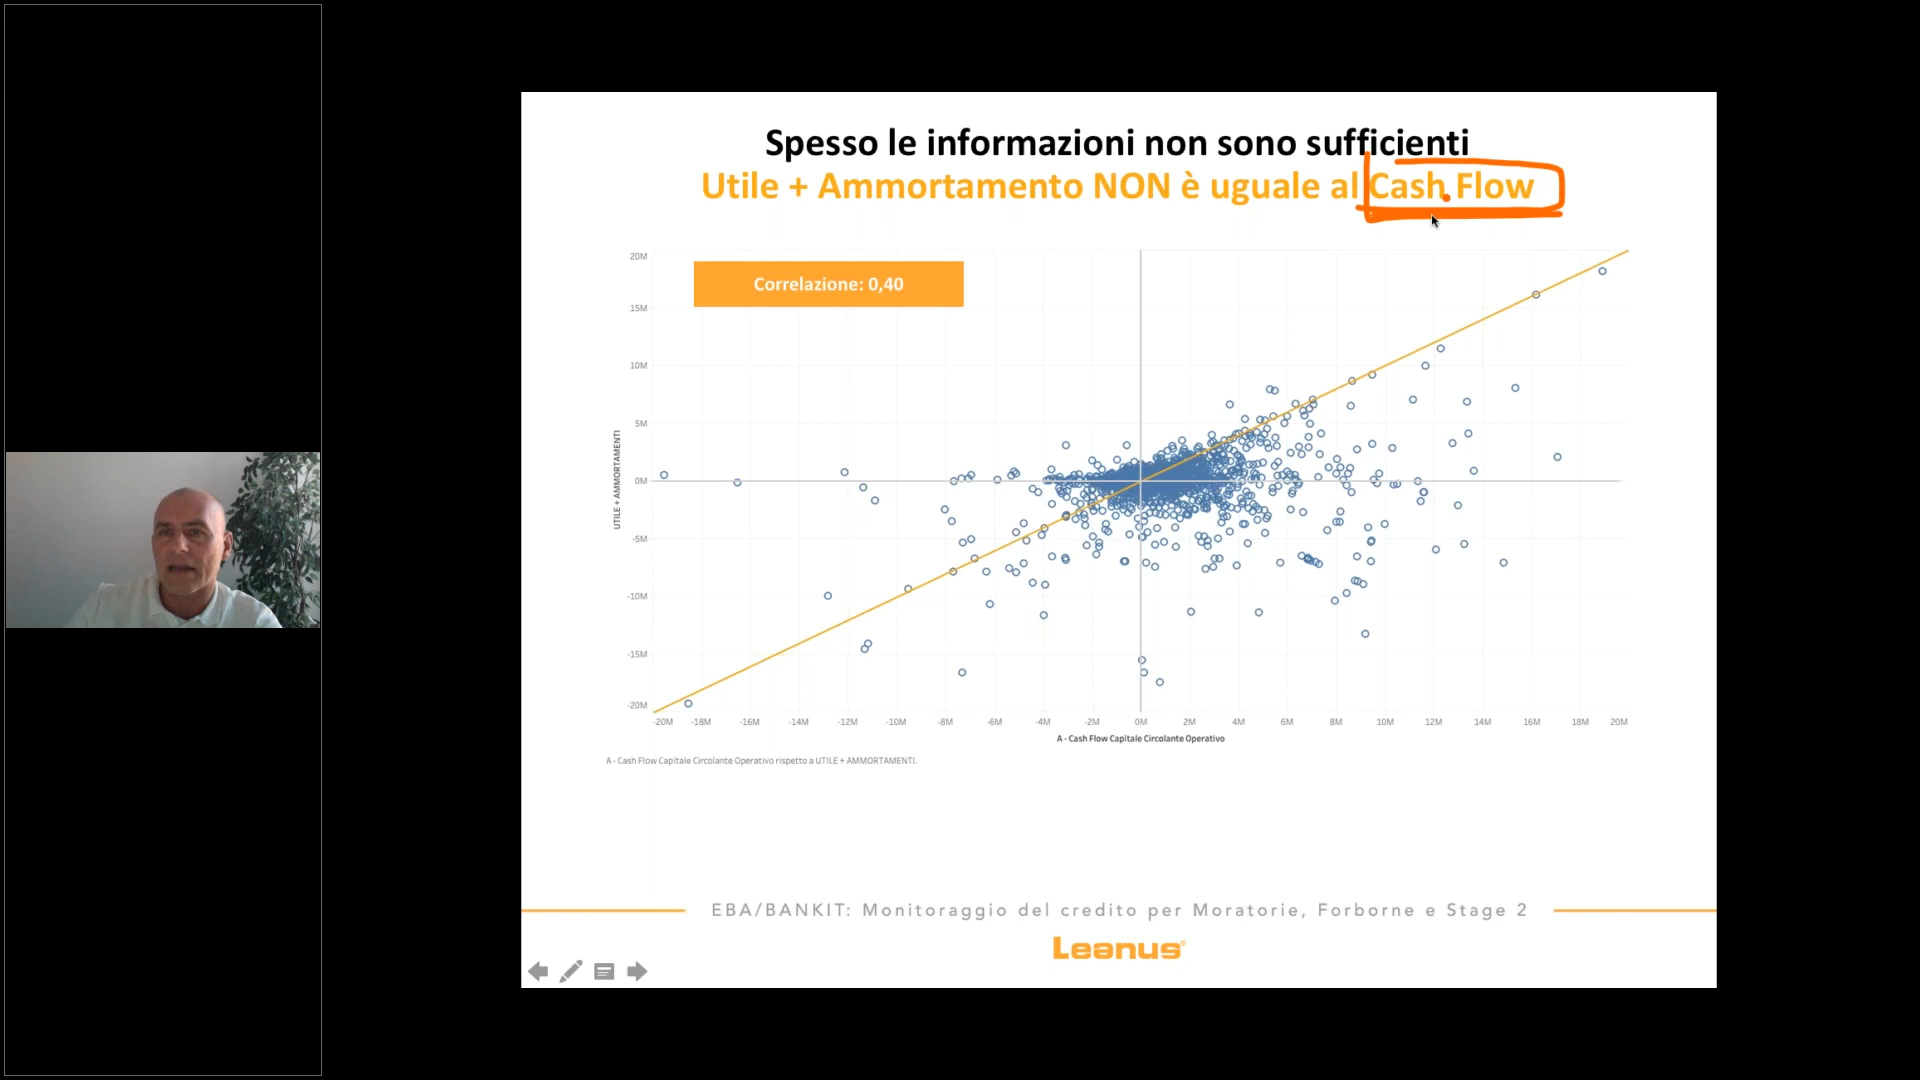 Spesso le informazioni non sono sufficienti
Utile + Ammortamento NON è uguale al Cash Flow
Correlazione: 0,40
UTILE + AMMORTAMENTI
20M
15M
10M
5M
0M
-5M
-10M
-15M
-20M
-20M -18M -16M -14M -12M -10M -8M -6M -4M -2M 0M 2M 4M 6M 8M 10M 12M 14M 16M 18M 20M
A - Cash Flow Capitale Circolante Operativo
A - Cash Flow Capitale Circolante Operativo rispetto a UTILE + AMMORTAMENTI.
EBA/BANKIT: Monitoraggio del credito per Moratorie, Forborne e Stage 2
Leanus